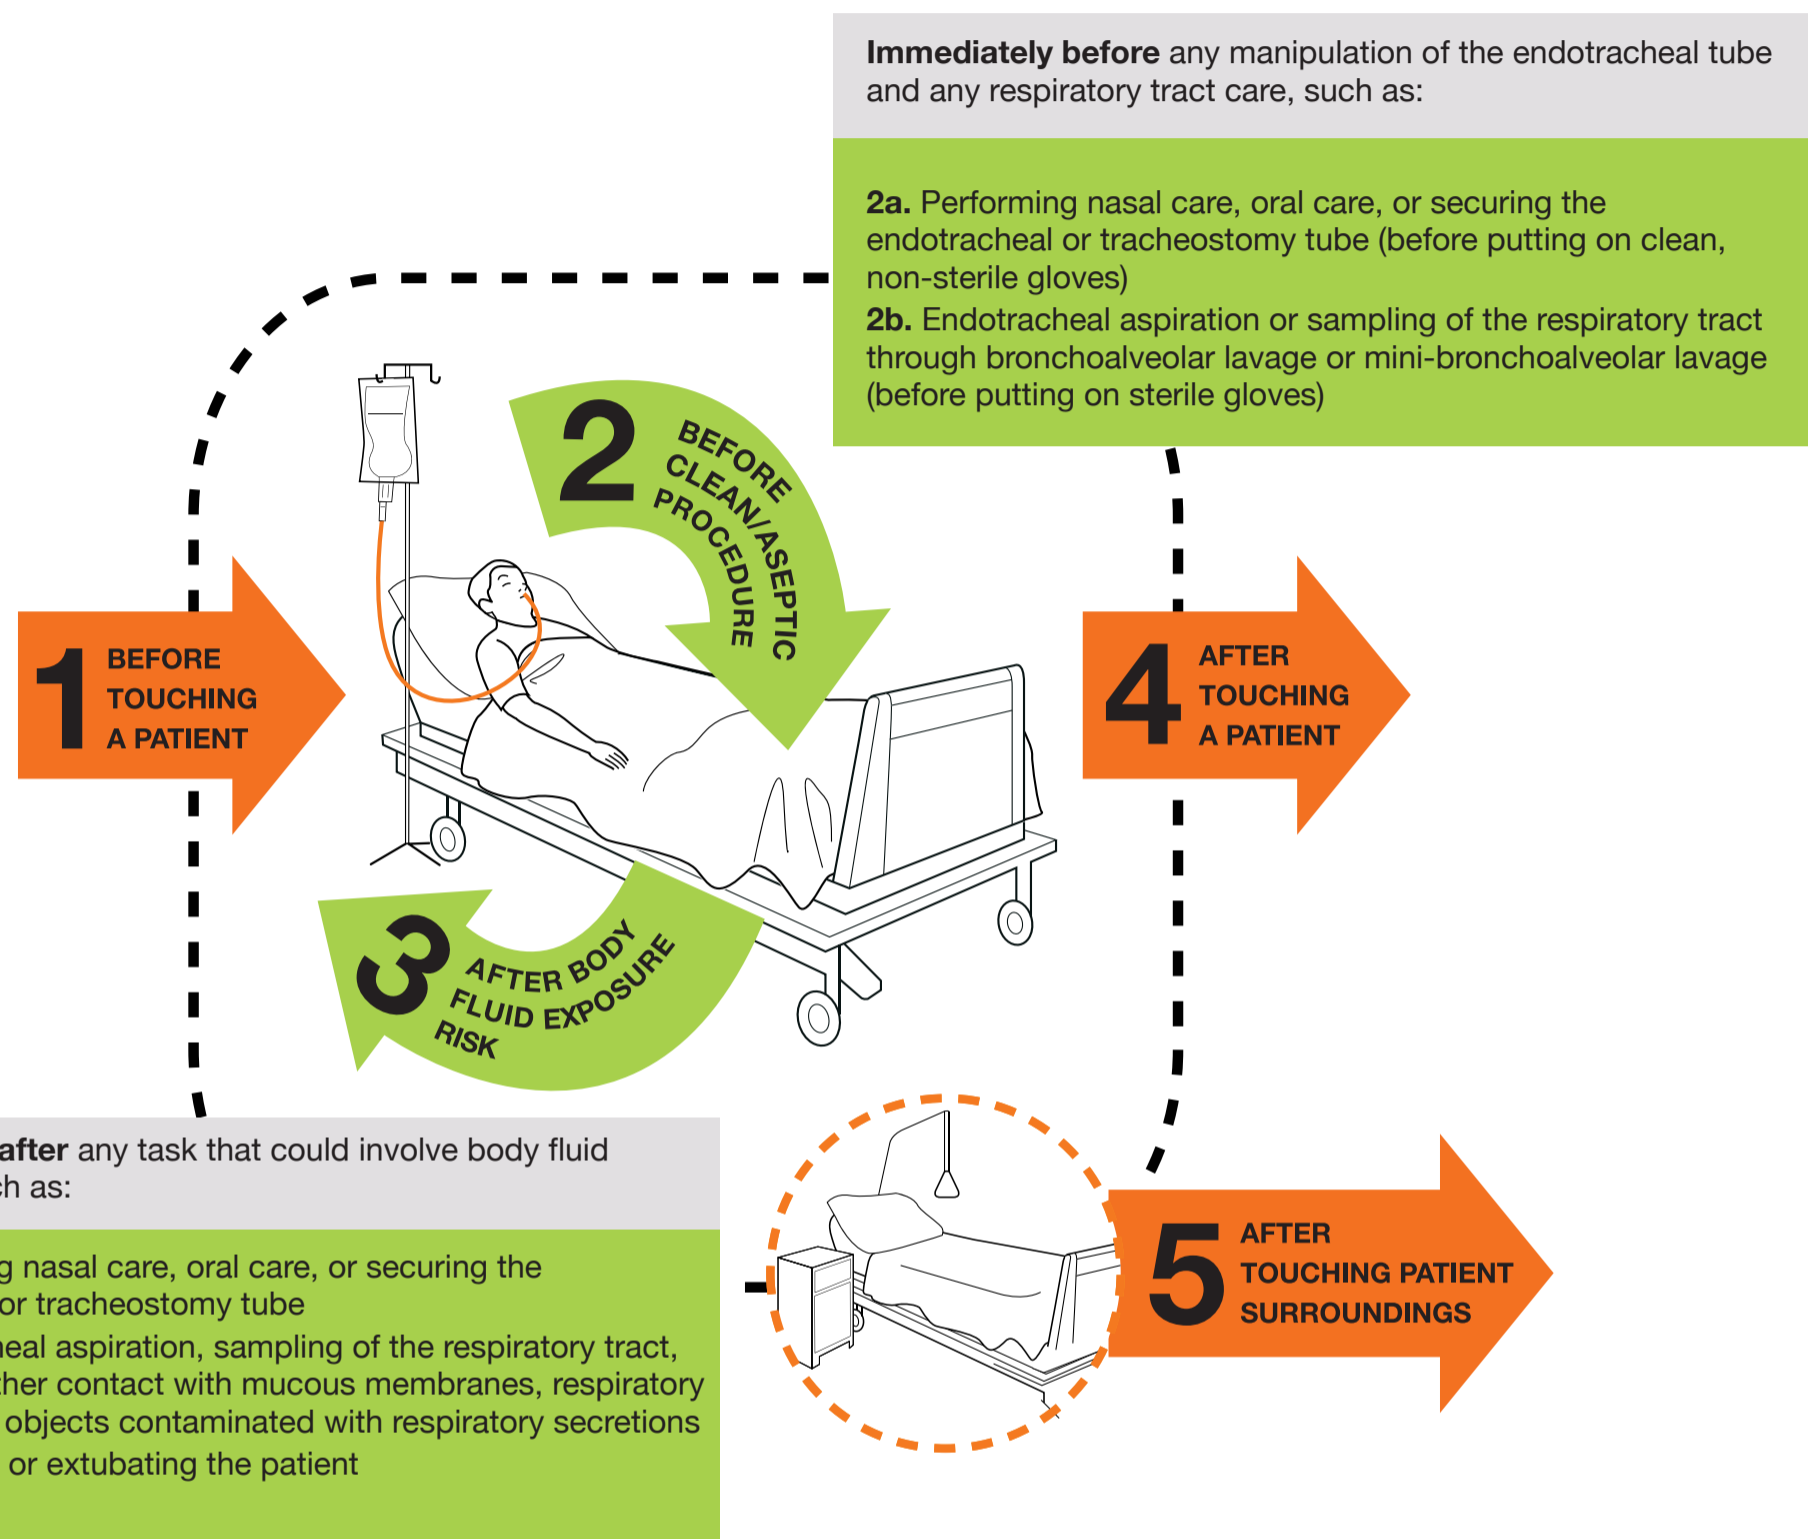 Immediately before any manipulation of the endotracheal tube
and any respiratory tract care, such as:
2a. Performing nasal care, oral care, or securing the
endotracheal or tracheostomy tube (before putting on clean,
non-sterile gloves)
2b. Endotracheal aspiration or sampling of the respiratory tract
through bronchoalveolar lavage or mini-bronchoalveolar lavage
(before putting on sterile gloves)
2 BEFORE
CLEAN/ASEPTIC
PROCEDURE
1 BEFORE
TOUCHING
A PATIENT
4 AFTER
TOUCHING
A PATIENT
3 AFTER BODY
FLUID EXPOSURE
RISK
after any task that could involve body fluid
as:
nasal care, oral care, or securing the
or tracheostomy tube
aspiration, sampling of the respiratory tract,
contact with mucous membranes, respiratory
objects contaminated with respiratory secretions
or extubating the patient
5 AFTER
TOUCHING PATIENT
SURROUNDINGS